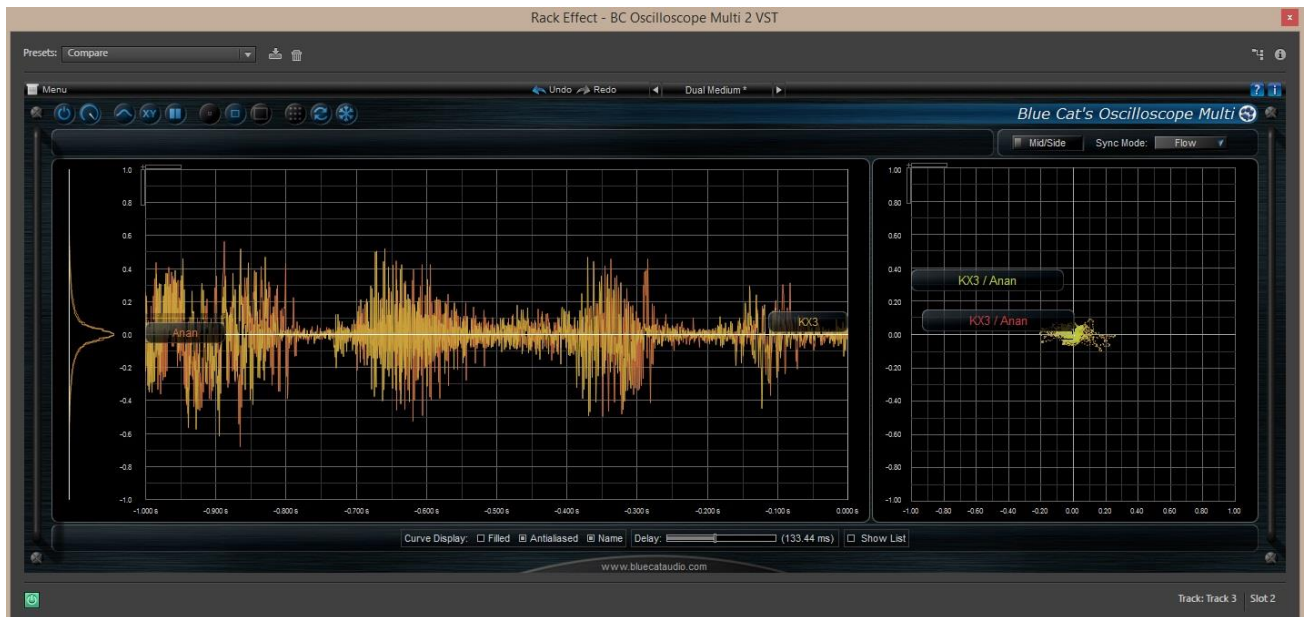 Rack Effect - BC Oscilloscope Multi 2 VST
x
Presets: Compare
Menu
Undo Redo Dual Medium *
? i
XY
Blue Cat's Oscilloscope Multi
Mid/Side Sync Mode: Flow
1.0
0.8
0.6
0.4
0.2
0.0
-0.2
-0.4
-0.6
-0.8
-1.0
Anan
KX3
-1.000 s -0.900 s -0.800 s -0.700 s -0.600 s -0.500 s -0.400 s -0.300 s -0.200 s -0.100 s 0.000 s
1.00
0.80
0.60
0.40
0.20
0.00
-0.20
-0.40
-0.60
-0.80
-1.00
KX3 / Anan
KX3 / Anan
-1.00 -0.80 -0.60 -0.40 -0.20 0.00 0.20 0.40 0.60 0.80 1.00
Curve Display: Filled Antialiased Name Delay: (133.44 ms) Show List
www.bluecataudio.com
Track: Track 3 Slot 2